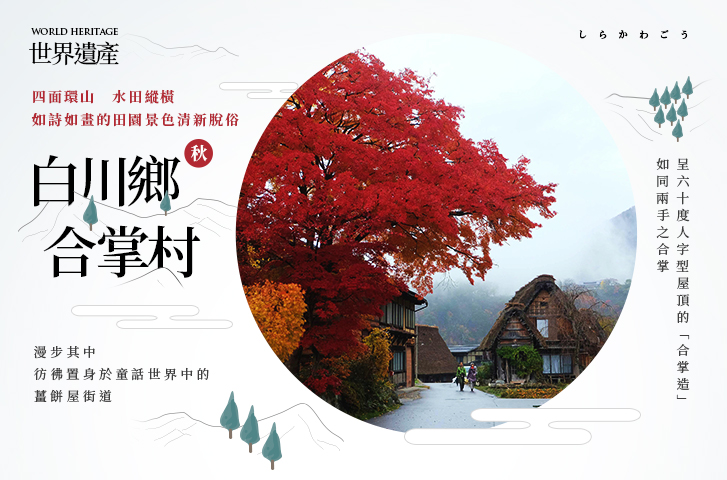 WORLD HERITAGE
世界遺產
四面環山　水田縱橫
如詩如畫的田園景色清新脫俗
秋
白川鄉
合掌村
漫步其中
彷彿置身於童話世界中的
薑餅屋街道
しらかわごう
呈六十度人字型屋頂的「合掌造」
如同兩手之合掌